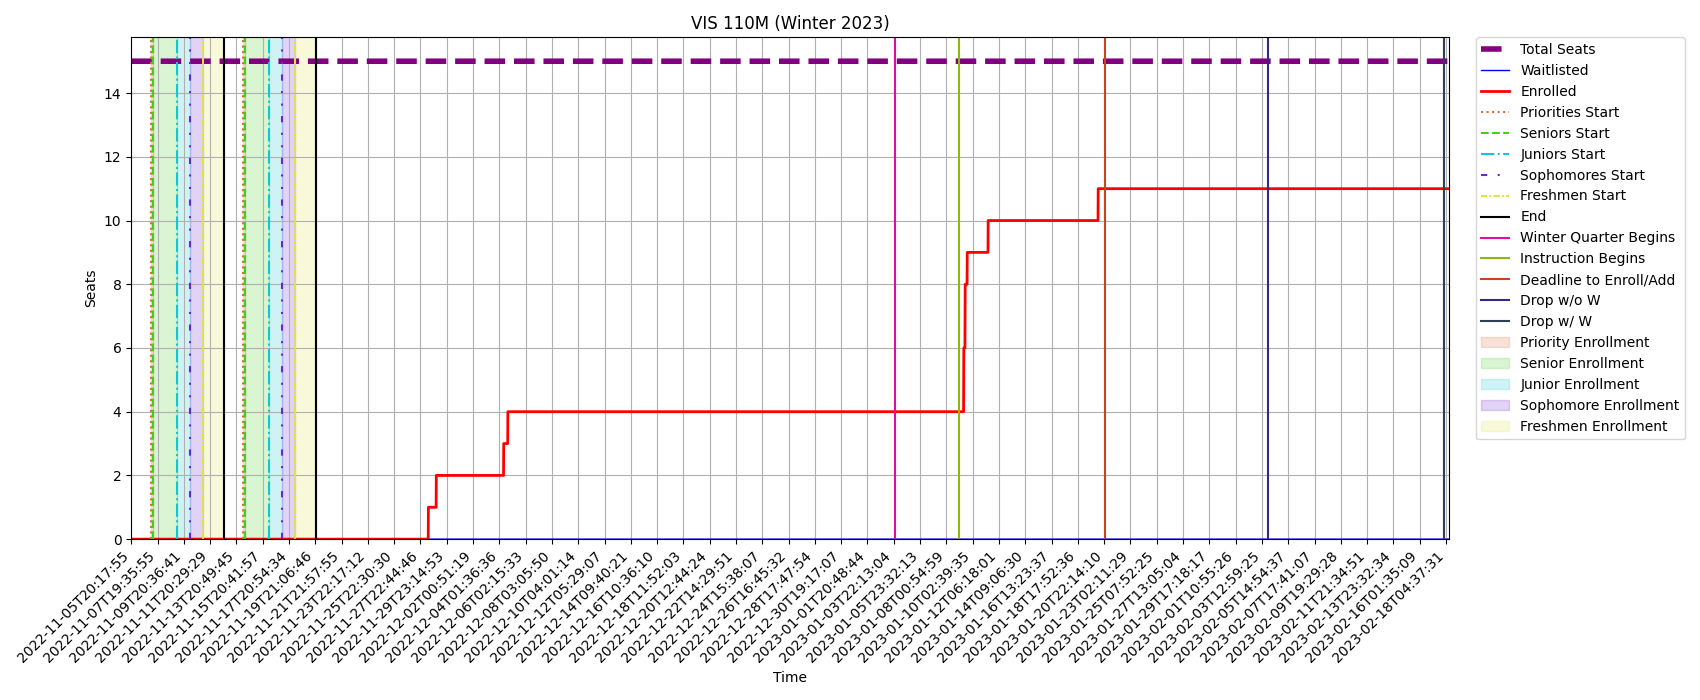 VIS 110M (Winter 2023)
Seats
14
12
10
8
6
4
2
0
2022-11-05T20:17:55
2022-11-07T19:35:55
2022-11-09T20:36:41
2022-11-11T20:29:29
2022-11-13T20:49:45
2022-11-15T20:41:57
2022-11-17T20:54:34
2022-11-19T21:06:46
2022-11-21T21:57:55
2022-11-23T22:17:12
2022-11-25T22:30:30
2022-11-27T22:44:46
2022-11-29T23:14:53
2022-12-02T00:51:19
2022-12-04T01:36:36
2022-12-06T02:15:33
2022-12-08T03:05:50
2022-12-10T04:01:14
2022-12-12T05:29:07
2022-12-14T09:40:21
2022-12-16T10:36:10
2022-12-18T11:52:03
2022-12-20T12:44:24
2022-12-22T14:29:51
2022-12-24T15:38:07
2022-12-26T16:45:32
2022-12-28T17:47:54
2022-12-30T19:17:07
2023-01-01T20:48:44
2023-01-03T22:13:04
2023-01-05T23:32:13
2023-01-08T00:54:59
2023-01-10T02:39:35
2023-01-12T06:18:01
2023-01-14T09:06:30
2023-01-16T13:23:37
2023-01-18T17:52:36
2023-01-20T22:14:10
2023-01-23T02:11:29
2023-01-25T07:52:25
2023-01-27T13:05:04
2023-01-29T17:18:17
2023-02-01T10:55:26
2023-02-03T12:59:25
2023-02-05T14:54:37
2023-02-07T17:41:07
2023-02-09T19:29:28
2023-02-11T21:34:51
2023-02-13T23:32:34
2023-02-16T01:35:09
2023-02-18T04:37:31
Time
Total Seats
Waitlisted
Enrolled
Priorities Start
Seniors Start
Juniors Start
Sophomores Start
Freshmen Start
End
Winter Quarter Begins
Instruction Begins
Deadline to Enroll/Add
Drop w/o W
Drop w/ W
Priority Enrollment
Senior Enrollment
Junior Enrollment
Sophomore Enrollment
Freshmen Enrollment